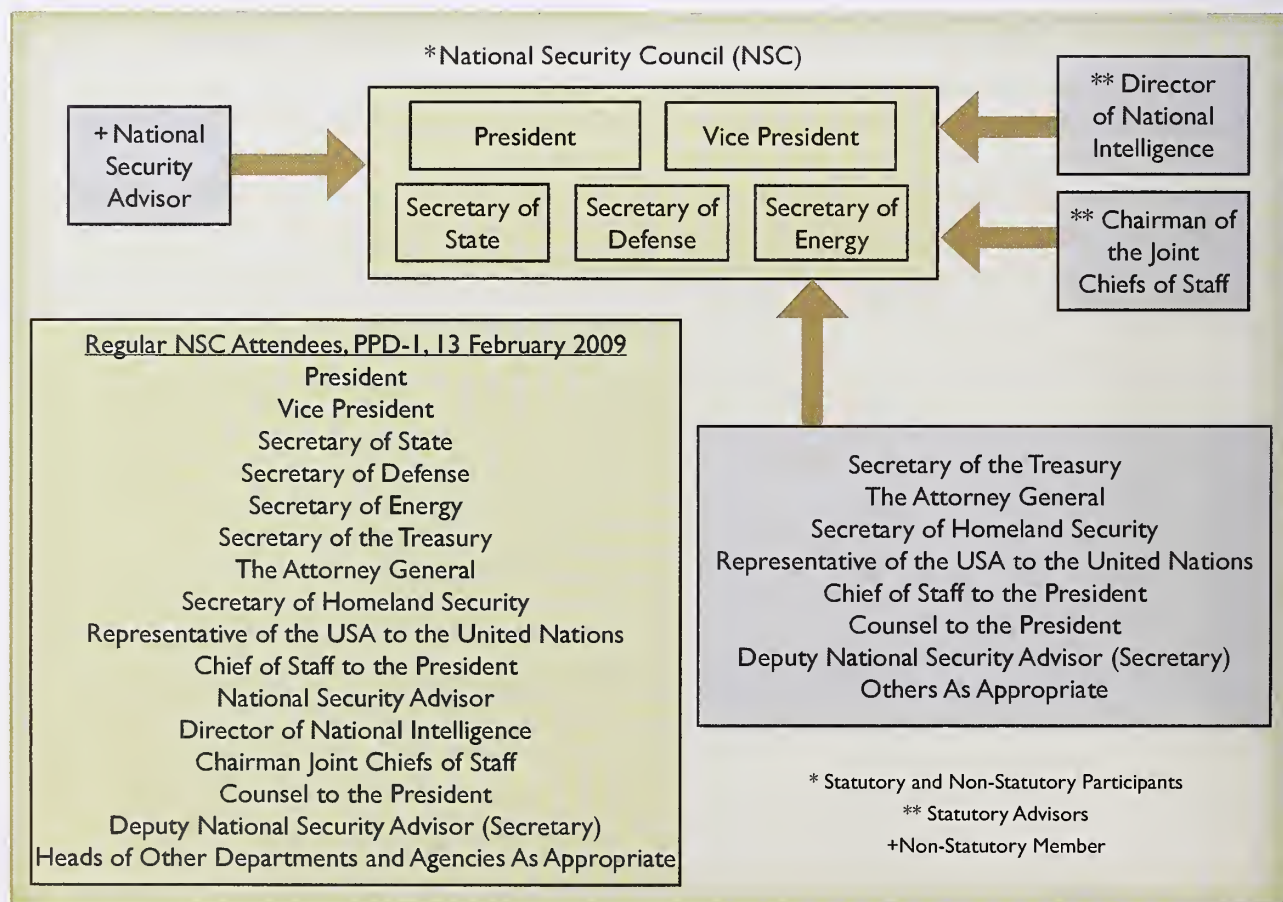 *National Security Council (NSC)
+ National
Security
Advisor
President
Vice President
Secretary of
State
Secretary of
Defense
Secretary of
Energy
** Director
of National
Intelligence
** Chairman of
the Joint
Chiefs of Staff
Regular NSC Attendees, PPD-1, 13 February 2009
President
Vice President
Secretary of State
Secretary of Defense
Secretary of Energy
Secretary of the Treasury
The Attorney General
Secretary of Homeland Security
Representative of the USA to the United Nations
Chief of Staff to the President
National Security Advisor
Director of National Intelligence
Chairman Joint Chiefs of Staff
Counsel to the President
Deputy National Security Advisor (Secretary)
Heads of Other Departments and Agencies As Appropriate
Secretary of the Treasury
The Attorney General
Secretary of Homeland Security
Representative of the USA to the United Nations
Chief of Staff to the President
Counsel to the President
Deputy National Security Advisor (Secretary)
Others As Appropriate
* Statutory and Non-Statutory Participants
** Statutory Advisors
+Non-Statutory Member